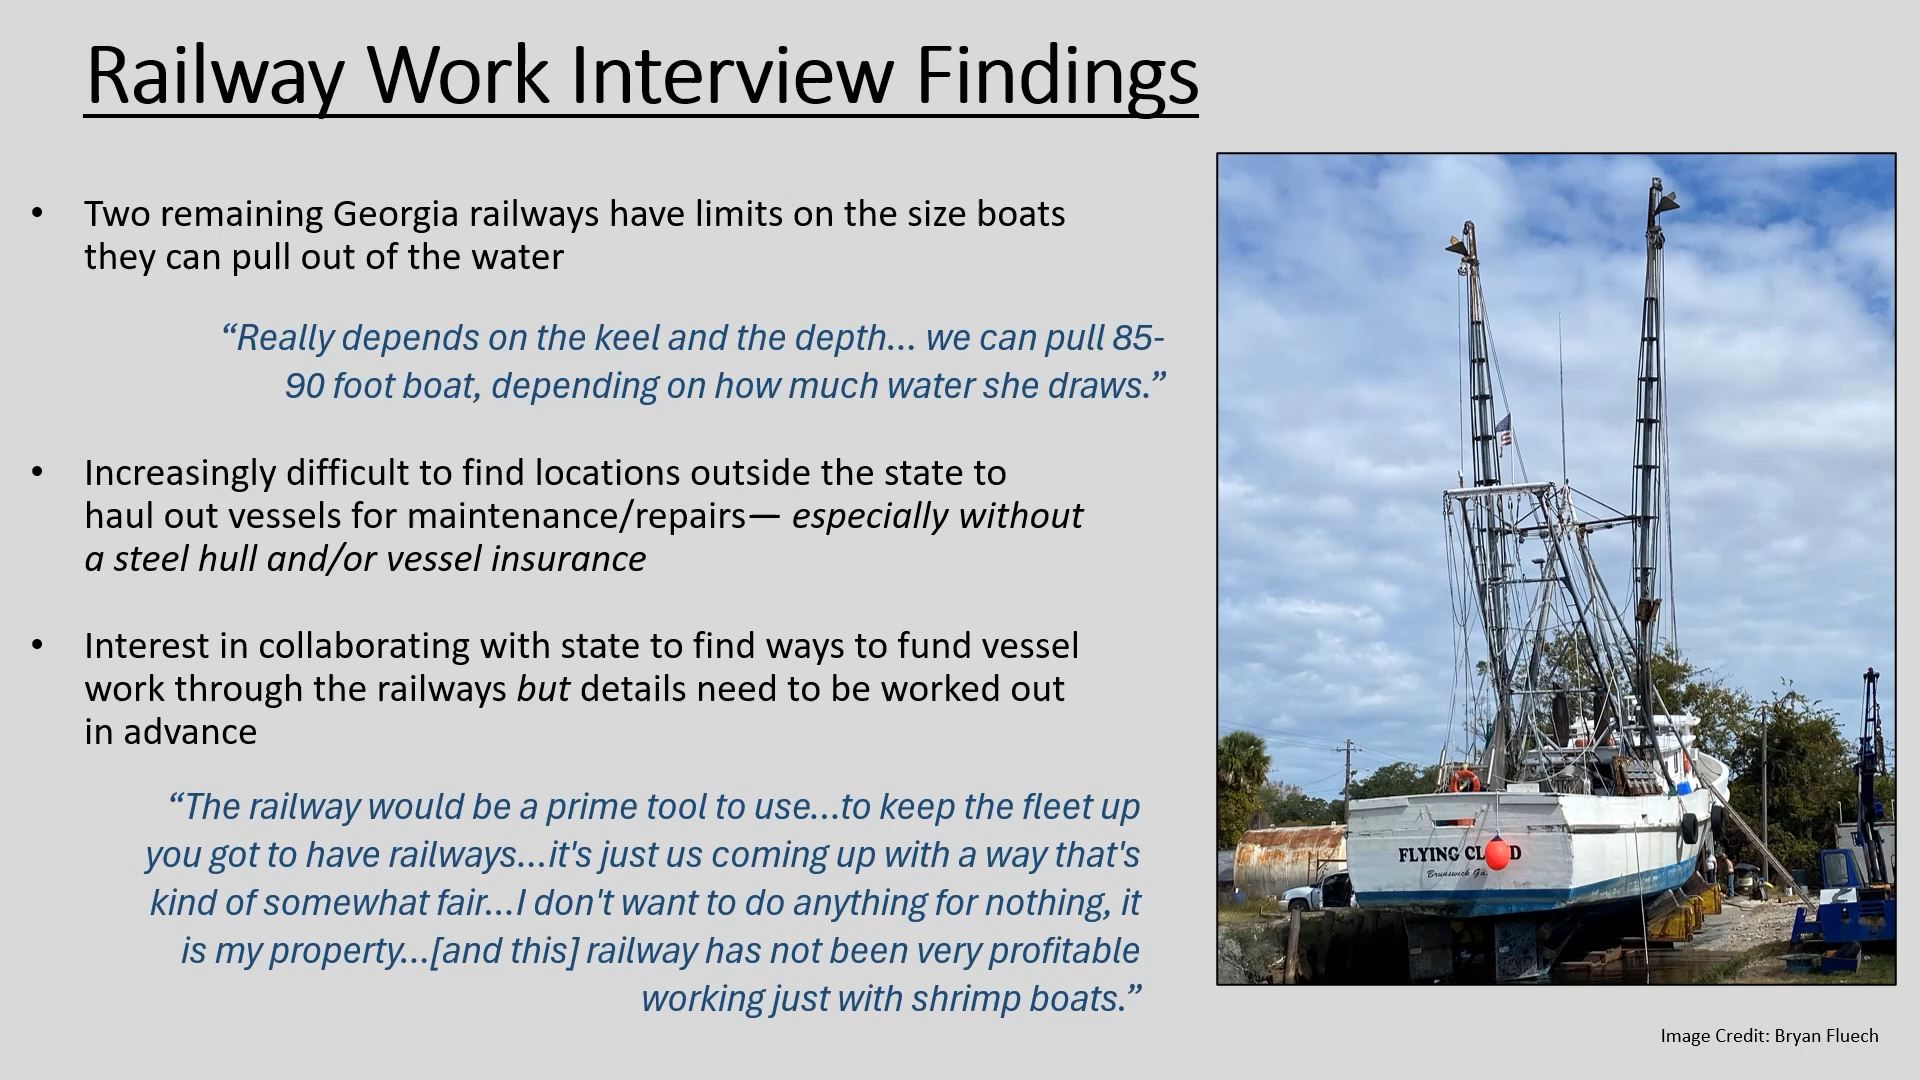 Railway Work Interview Findings
• Two remaining Georgia railways have limits on the size boats
they can pull out of the water
“Really depends on the keel and the depth... we can pull 85-
90 foot boat, depending on how much water she draws.”
• Increasingly difficult to find locations outside the state to
haul out vessels for maintenance/repairs— especially without
a steel hull and/or vessel insurance
• Interest in collaborating with state to find ways to fund vessel
work through the railways but details need to be worked out
in advance
“The railway would be a prime tool to use...to keep the fleet up
you got to have railways...it's just us coming up with a way that's
kind of somewhat fair...I don't want to do anything for nothing, it
is my property...[and this] railway has not been very profitable
working just with shrimp boats.”
FLYING CL D
Brunswick Ga.
Image Credit: Bryan Fluech